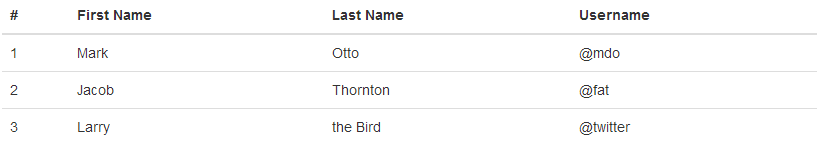 # First Name Last Name Username
1 Mark Otto @mdo
2 Jacob Thornton @fat
3 Larry the Bird @twitter